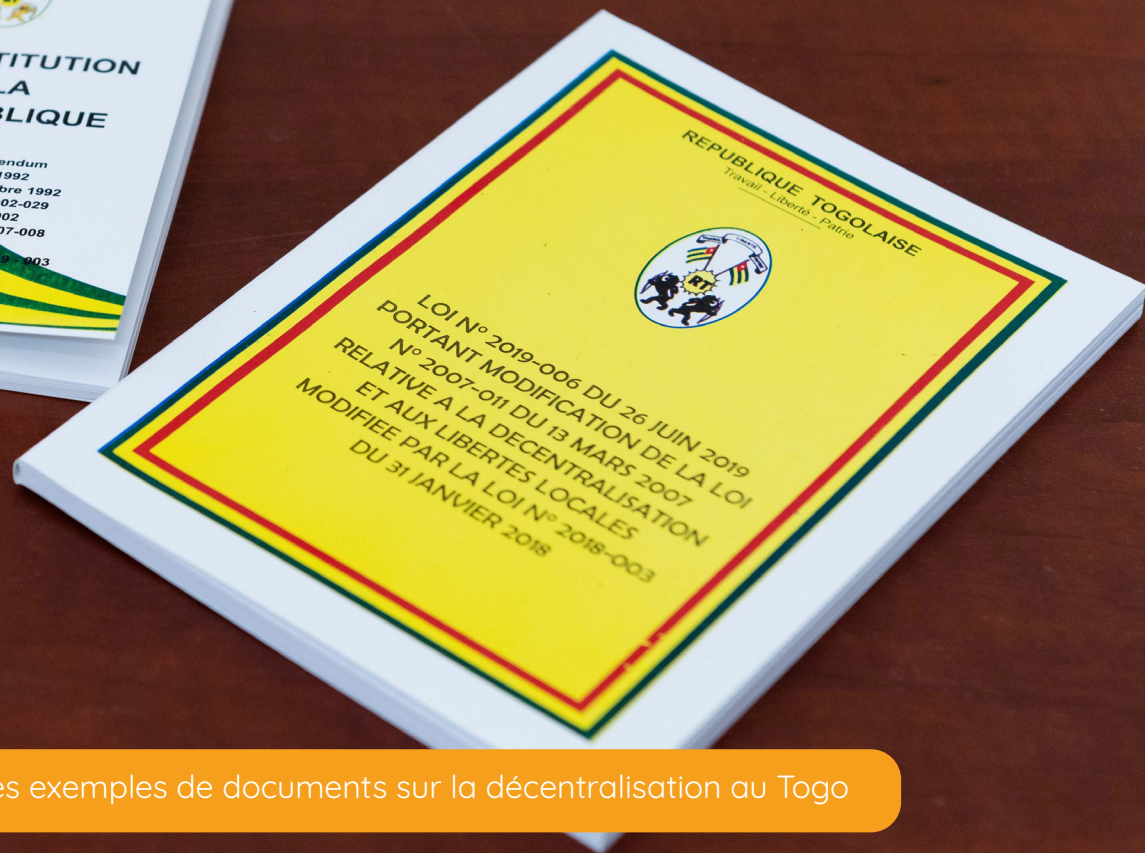 TITUTION
LA
BLIQUE
endum
1992
bre 1992
02-029
002
07-008
9 - 003
REPUBLIQUE TOGOLAISE
Travail - Liberté - Patrie
RT
LOI N° 2019-006 DU 26 JUIN 2019
PORTANT MODIFICATION DE LA LOI
N° 2007-011 DU 13 MARS 2007
RELATIVE A LA DECENTRALISATION
ET AUX LIBERTES LOCALES
MODIFIEE PAR LA LOI N° 2018-003
DU 31 JANVIER 2018
es exemples de documents sur la décentralisation au Togo